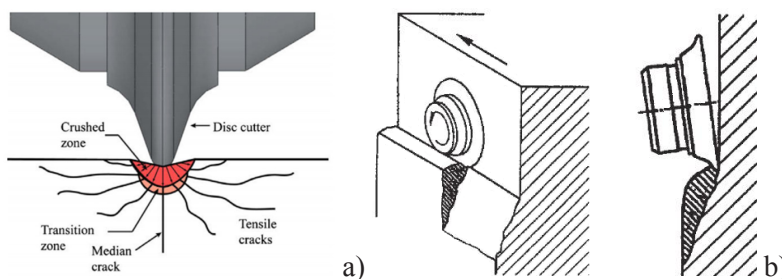 Crushed
zone
Disc cutter
Transition
zone
Median
crack
Tensile
cracks
a)
b)